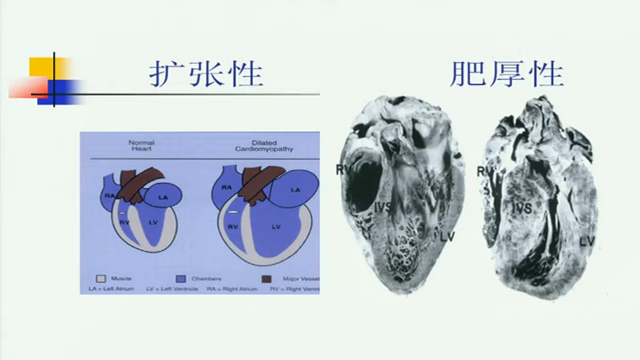 扩张性
肥厚性
Normal Heart
Dilated Cardiomyopathy
RA
LA
RV
LV
RA
LA
RV
LV
Muscle
Chambers
Major Vessel
LA = Left Atrium
LV = Left Ventricle
RA = Right Atrium
RV = Right Ventri
RV
IVS
LV
RV
IVS
LV